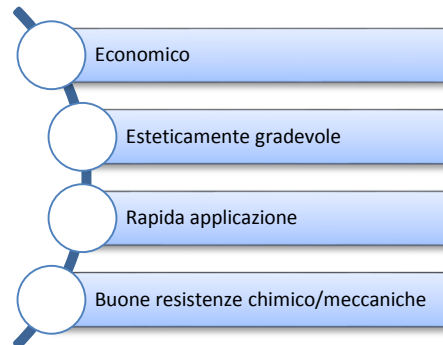 Economico
Esteticamente gradevole
Rapida applicazione
Buone resistenze chimico/meccaniche